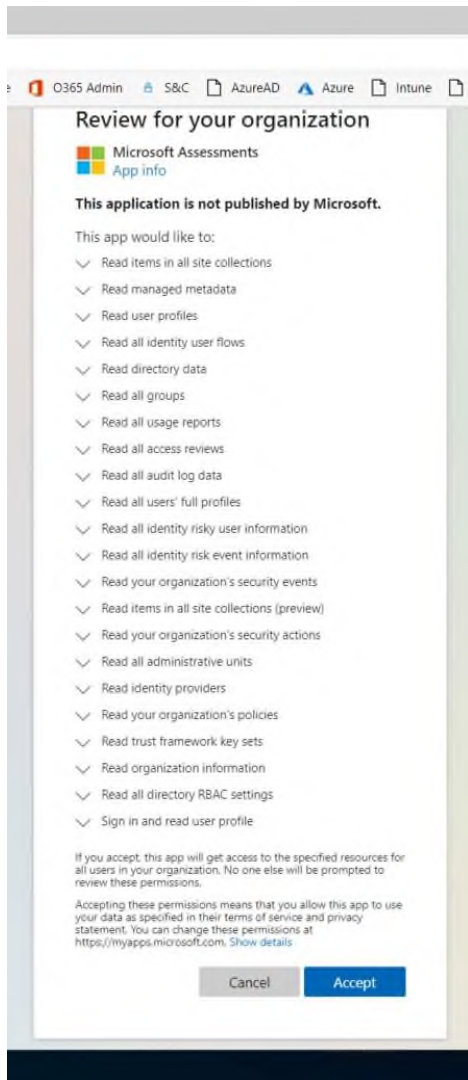 e O365 Admin S&C AzureAD Azure Intune
Review for your organization
Microsoft Assessments
App info
This application is not published by Microsoft.
This app would like to:
Read items in all site collections
Read managed metadata
Read user profiles
Read all identity user flows
Read directory data
Read all groups
Read all usage reports
Read all access reviews
Read all audit log data
Read all users' full profiles
Read all identity risky user information
Read all identity risk event information
Read your organization's security events
Read items in all site collections (preview)
Read your organization's security actions
Read all administrative units
Read identity providers
Read your organization's policies
Read trust framework key sets
Read organization information
Read all directory RBAC settings
Sign in and read user profile
If you accept, this app will get access to the specified resources for
all users in your organization. No one else will be prompted to
review these permissions.
Accepting these permissions means that you allow this app to use
your data as specified in their terms of service and privacy
statement. You can change these permissions at
https://myapps.microsoft.com. Show details
Cancel Accept